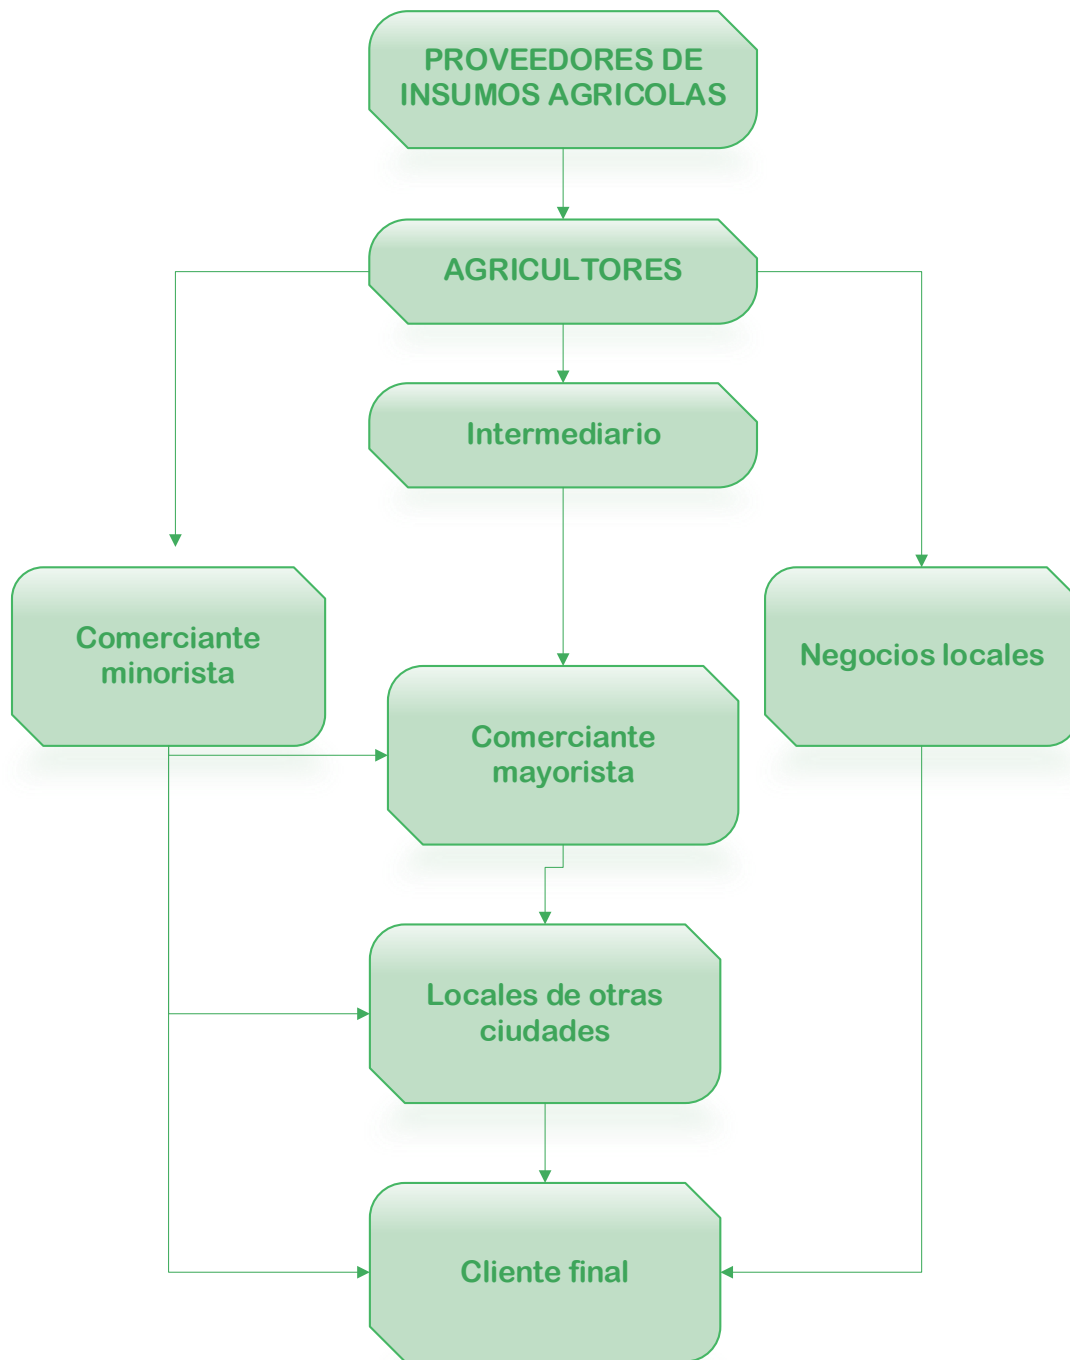 PROVEEDORES DE
INSUMOS AGRICOLAS
AGRICULTORES
Intermediario
Comerciante
minorista
Negocios locales
Comerciante
mayorista
Locales de otras
ciudades
Cliente final